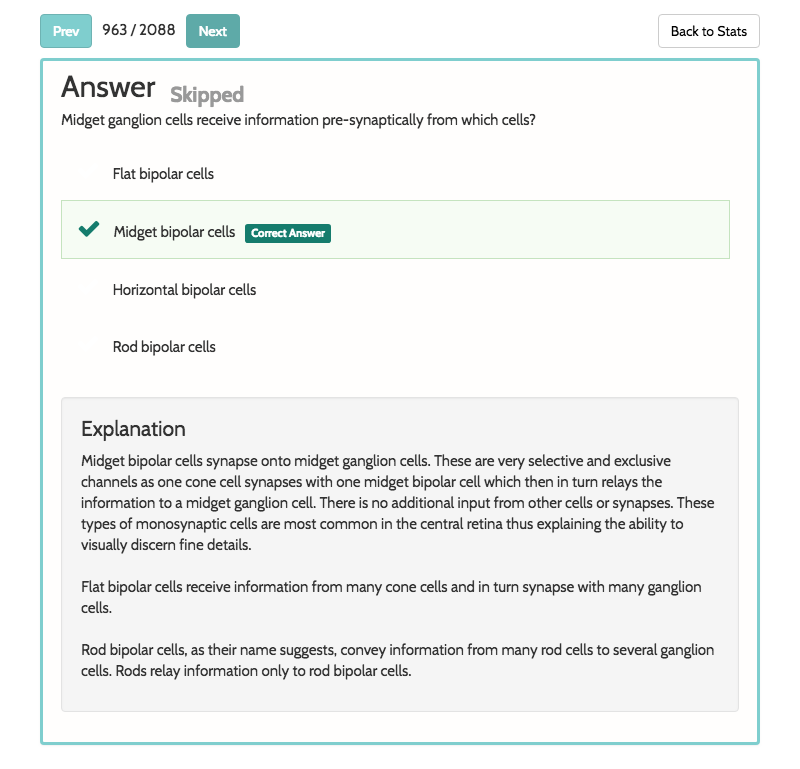 Prev 963 / 2088 Next Back to Stats
Answer Skipped
Midget ganglion cells receive information pre-synaptically from which cells?
Flat bipolar cells
Midget bipolar cells Correct Answer
Horizontal bipolar cells
Rod bipolar cells
Explanation
Midget bipolar cells synapse onto midget ganglion cells. These are very selective and exclusive
channels as one cone cell synapses with one midget bipolar cell which then in turn relays the
information to a midget ganglion cell. There is no additional input from other cells or synapses. These
types of monosynaptic cells are most common in the central retina thus explaining the ability to
visually discern fine details.
Flat bipolar cells receive information from many cone cells and in turn synapse with many ganglion
cells.
Rod bipolar cells, as their name suggests, convey information from many rod cells to several ganglion
cells. Rods relay information only to rod bipolar cells.